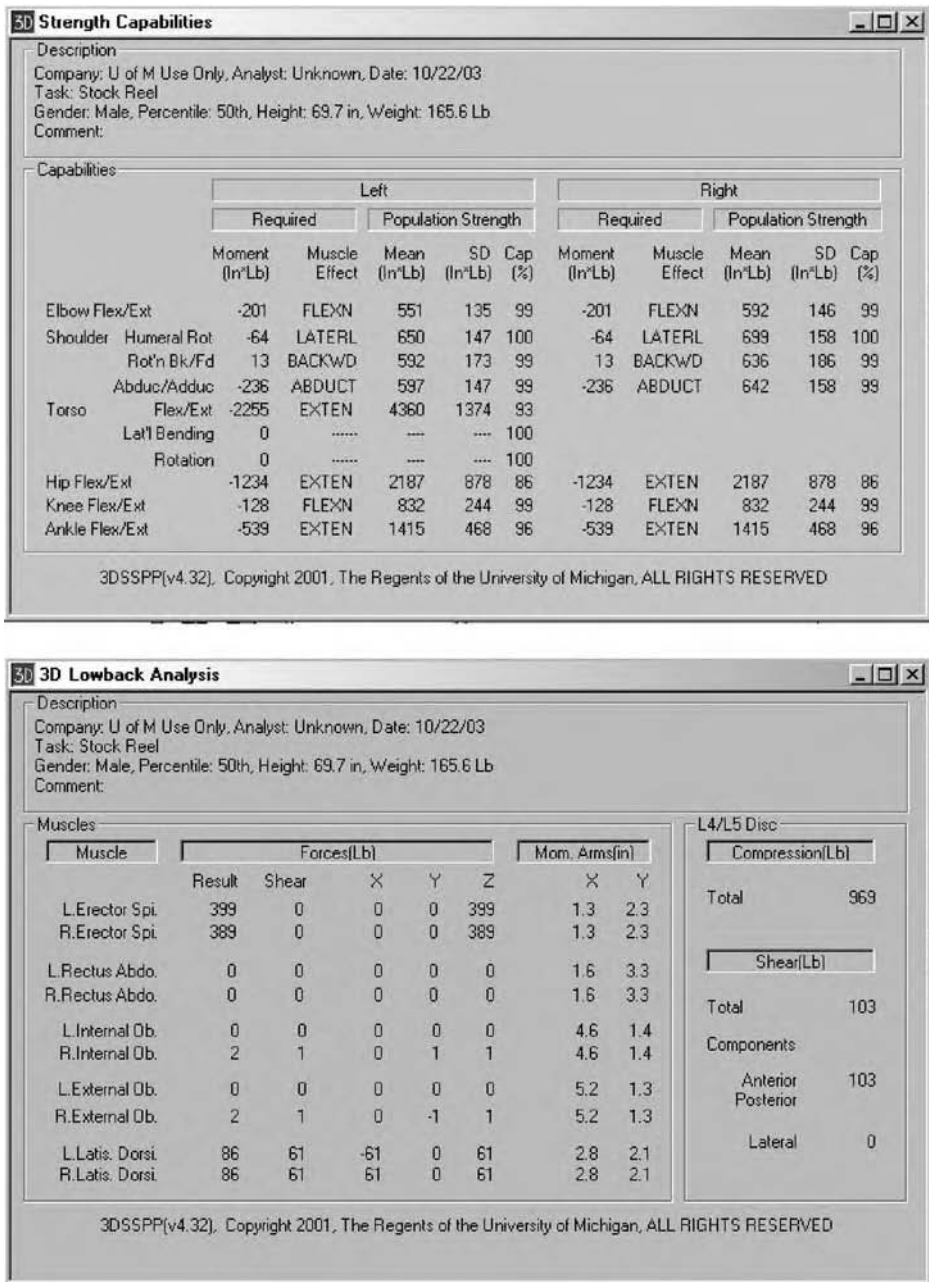 3D Strength Capabilities
Description
Company: U of M Use Only, Analyst: Unknown, Date: 10/22/03
Task: Stock Reel
Gender: Male, Percentile: 50th, Height: 69.7 in, Weight: 165.6 Lb
Comment:
Capabilities
Left Right
Required Population Strength Required Population Strength
Moment Muscle Mean SD Cap Moment Muscle Mean SD Cap
(In*Lb) Effect (In*Lb) (In*Lb) (%) (In*Lb) Effect (In*Lb) (In*Lb) (%)
Elbow Flex/Ext -201 FLEXN 551 135 99 -201 FLEXN 592 146 99
Shoulder Humeral Rot -64 LATERL 650 147 100 -64 LATERL 699 158 100
Rot'n Bk/Fd 13 BACKWD 592 173 99 13 BACKWD 636 186 99
Abduc/Adduc -236 ABDUCT 597 147 99 -236 ABDUCT 642 158 99
Torso Flex/Ext -2255 EXTEN 4360 1374 93
Lat'l Bending 0 ------ ---- ---- 100
Rotation 0 ------ ---- ---- 100
Hip Flex/Ext -1234 EXTEN 2187 878 86 -1234 EXTEN 2187 878 86
Knee Flex/Ext -128 FLEXN 832 244 99 -128 FLEXN 832 244 99
Ankle Flex/Ext -539 EXTEN 1415 468 96 -539 EXTEN 1415 468 96
3DSSPP(v4.32), Copyright 2001, The Regents of the University of Michigan, ALL RIGHTS RESERVED
3D 3D Lowback Analysis
Description
Company: U of M Use Only, Analyst: Unknown, Date: 10/22/03
Task: Stock Reel
Gender: Male, Percentile: 50th, Height: 69.7 in, Weight: 165.6 Lb
Comment:
Muscles L4/L5 Disc
Muscle Forces(Lb) Mom. Arms(in) Compression(Lb)
Result Shear X Y Z X Y
Total 969
L.Erector Spi. 399 0 0 0 399 1.3 2.3
R.Erector Spi. 389 0 0 0 389 1.3 2.3
Shear(Lb)
L.Rectus Abdo. 0 0 0 0 0 1.6 3.3
R.Rectus Abdo. 0 0 0 0 0 1.6 3.3
Total 103
L.Internal Ob. 0 0 0 0 0 4.6 1.4
R.Internal Ob. 2 1 0 1 1 4.6 1.4
Components
L.External Ob. 0 0 0 0 0 5.2 1.3
Anterior 103
Posterior
R.External Ob. 2 1 0 -1 1 5.2 1.3
Lateral 0
L.Latis. Dorsi. 86 61 -61 0 61 2.8 2.1
R.Latis. Dorsi. 86 61 61 0 61 2.8 2.1
3DSSPP(v4.32), Copyright 2001, The Regents of the University of Michigan, ALL RIGHTS RESERVED